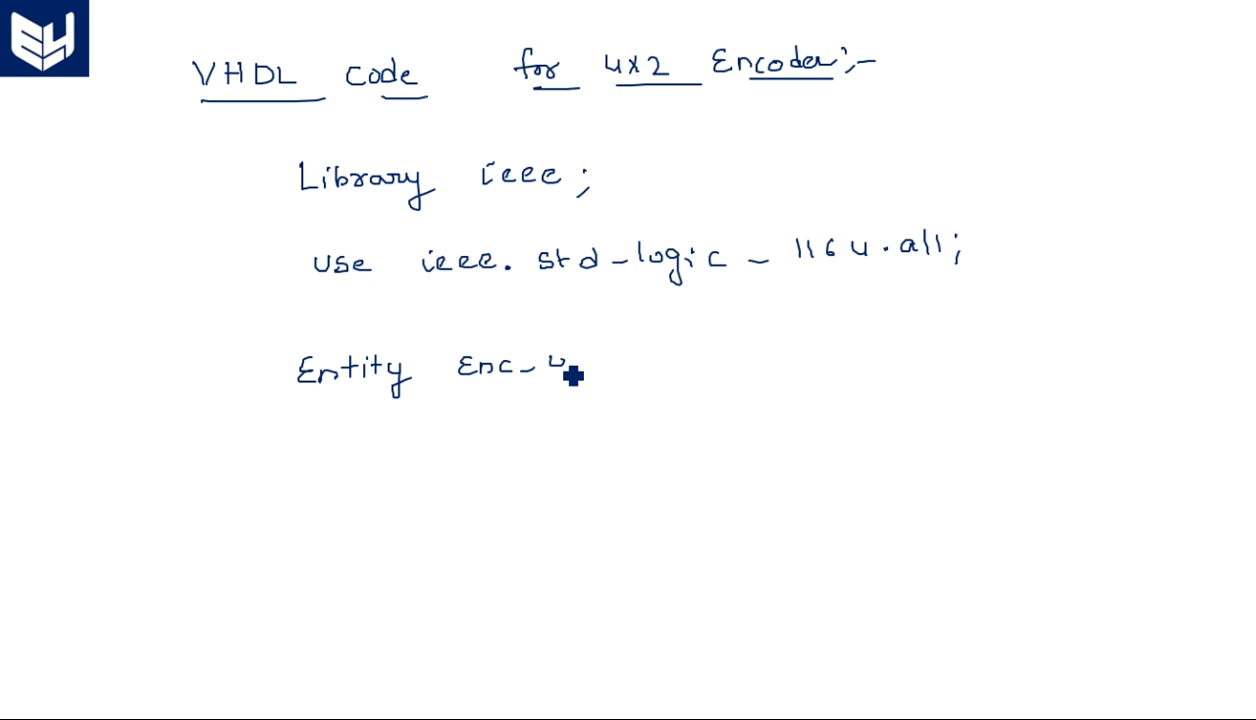 VHDL code for 4x2 Encoder:-
Library ieee;
use ieee.std_logic_1164.all;
Entity Enc_4